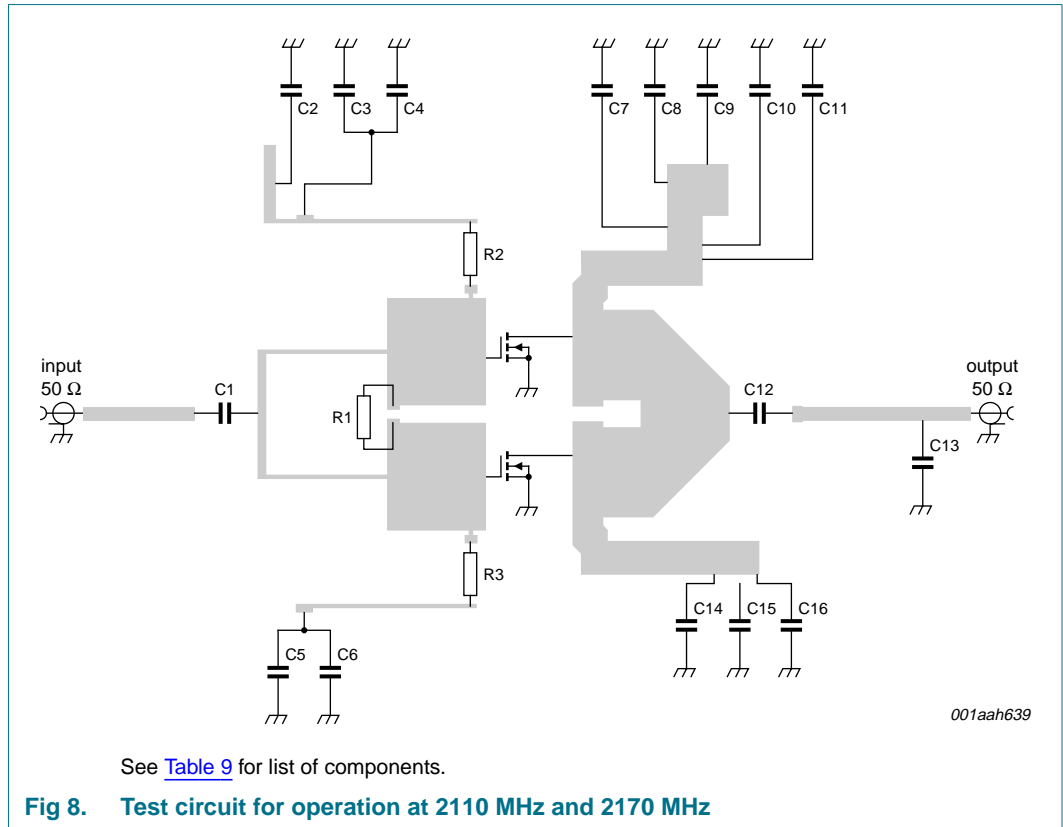 C2 C3 C4 C7 C8 C9 C10 C11
R2
input
50 Ω
C1
R1
C12
output
50 Ω
C13
R3
C14 C15 C16
C5 C6
001aah639
See Table 9 for list of components.
Fig 8. Test circuit for operation at 2110 MHz and 2170 MHz